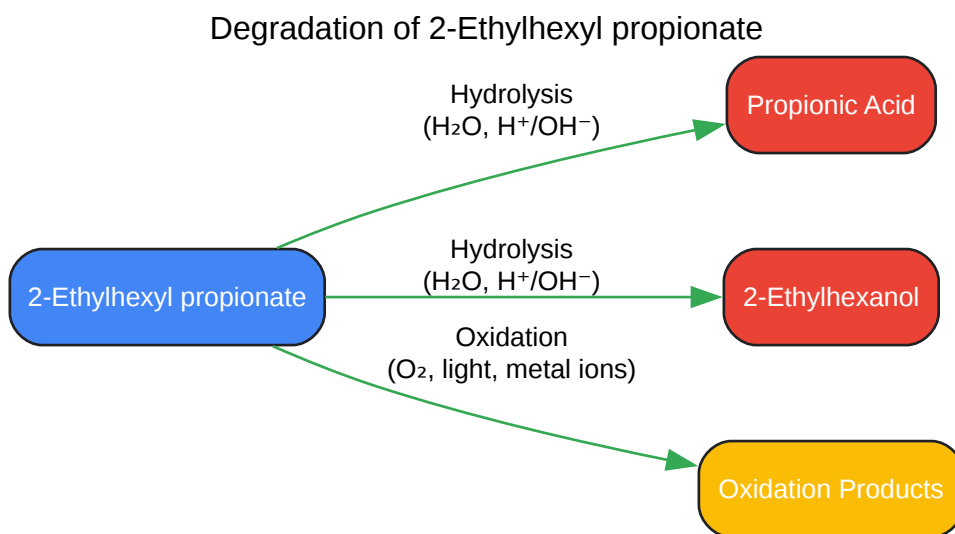 Degradation of 2-Ethylhexyl propionate
Hydrolysis
(H₂O, H⁺/OH⁻)
Propionic Acid
2-Ethylhexyl propionate
Hydrolysis
(H₂O, H⁺/OH⁻)
2-Ethylhexanol
Oxidation
(O₂, light, metal ions)
Oxidation Products